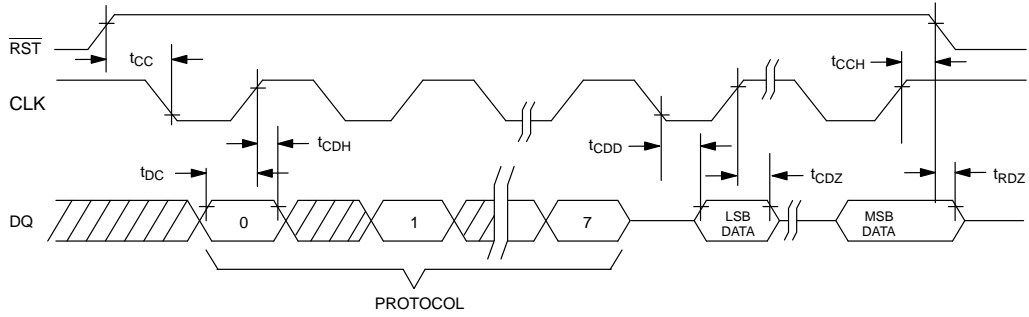 RST
tCC
tCCH
CLK
tCDH
tCDD
tDC
tCDZ
tRDZ
DQ
0
1
7
LSB
DATA
MSB
DATA
PROTOCOL